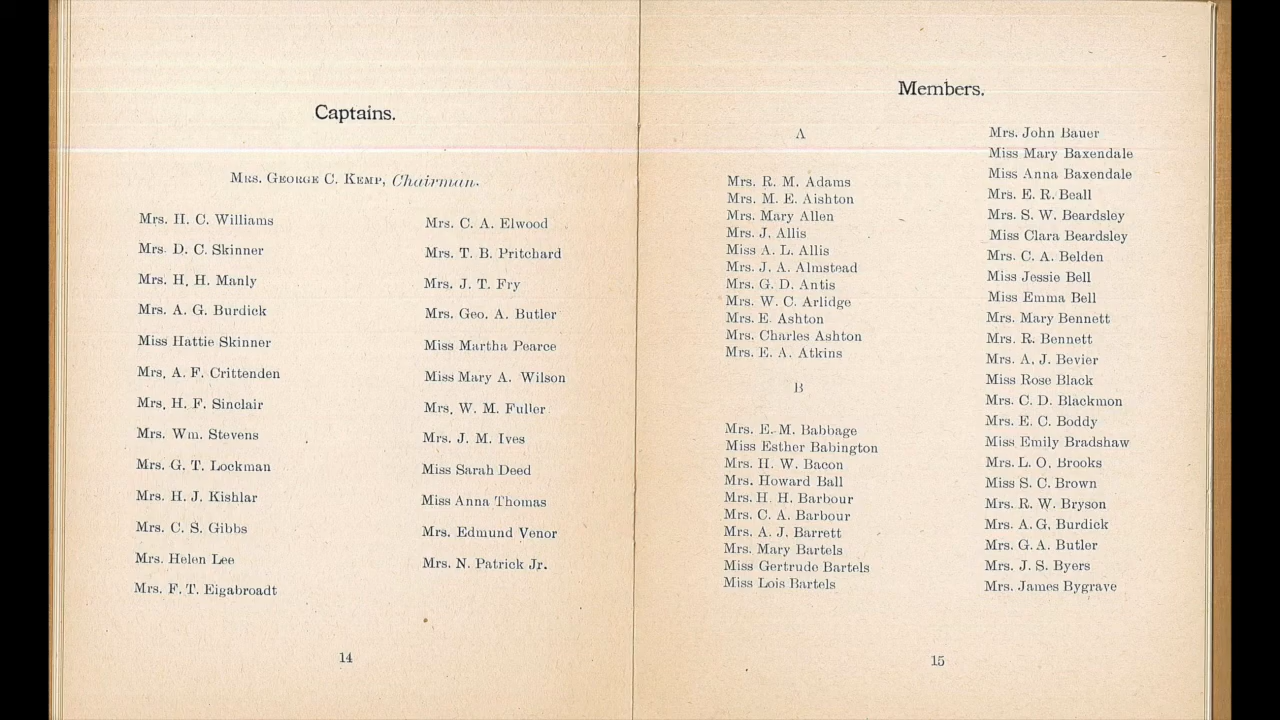 Captains.
MRS. GEORGE C. KEMP, Chairman.
Mrs. H. C. Williams
Mrs. D. C. Skinner
Mrs. H. H. Manly
Mrs. A. G. Burdick
Miss Hattie Skinner
Mrs. A. F. Crittenden
Mrs. H. F. Sinclair
Mrs. Wm. Stevens
Mrs. G. T. Lockman
Mrs. H. J. Kishlar
Mrs. C. S. Gibbs
Mrs. Helen Lee
Mrs. F. T. Eigabroadt
Mrs. C. A. Elwood
Mrs. T. B. Pritchard
Mrs. J. T. Fry
Mrs. Geo. A. Butler
Miss Martha Pearce
Miss Mary A. Wilson
Mrs. W. M. Fuller
Mrs. J. M. Ives
Miss Sarah Deed
Miss Anna Thomas
Mrs. Edmund Venor
Mrs. N. Patrick Jr.
14
Members.
A
Mrs. R. M. Adams
Mrs. M. E. Aishton
Mrs. Mary Allen
Mrs. J. Allis
Miss A. L. Allis
Mrs. J. A. Almstead
Mrs. G. D. Antis
Mrs. W. C. Arlidge
Mrs. E. Ashton
Mrs. Charles Ashton
Mrs. E. A. Atkins
B
Mrs. E. M. Babbage
Miss Esther Babington
Mrs. H. W. Bacon
Mrs. Howard Ball
Mrs. H. H. Barbour
Mrs. C. A. Barbour
Mrs. A. J. Barrett
Mrs. Mary Bartels
Miss Gertrude Bartels
Miss Lois Bartels
Mrs. John Bauer
Miss Mary Baxendale
Miss Anna Baxendale
Mrs. E. R. Beall
Mrs. S. W. Beardsley
Miss Clara Beardsley
Mrs. C. A. Belden
Miss Jessie Bell
Miss Emma Bell
Mrs. Mary Bennett
Mrs. R. Bennett
Mrs. A. J. Bevier
Miss Rose Black
Mrs. C. D. Blackmon
Mrs. E. C. Boddy
Miss Emily Bradshaw
Mrs. L. O. Brooks
Miss S. C. Brown
Mrs. R. W. Bryson
Mrs. A. G. Burdick
Mrs. G. A. Butler
Mrs. J. S. Byers
Mrs. James Bygrave
15